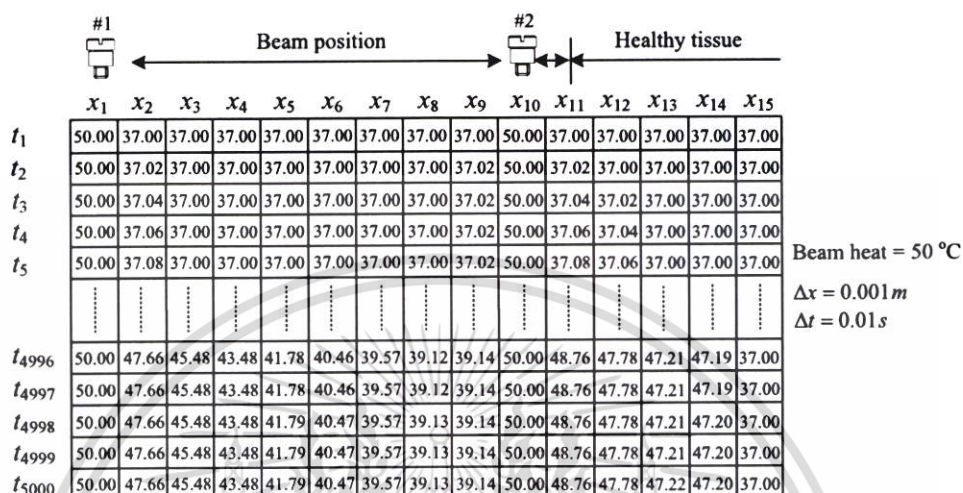 #1 #2
Beam position Healthy tissue
x1 x2 x3 x4 x5 x6 x7 x8 x9 x10 x11 x12 x13 x14 x15
t1 50.00 37.00 37.00 37.00 37.00 37.00 37.00 37.00 37.00 50.00 37.00 37.00 37.00 37.00 37.00
t2 50.00 37.02 37.00 37.00 37.00 37.00 37.00 37.00 37.02 50.00 37.02 37.00 37.00 37.00 37.00
t3 50.00 37.04 37.00 37.00 37.00 37.00 37.00 37.00 37.02 50.00 37.04 37.02 37.00 37.00 37.00
t4 50.00 37.06 37.00 37.00 37.00 37.00 37.00 37.00 37.02 50.00 37.06 37.04 37.00 37.00 37.00
t5 50.00 37.08 37.00 37.00 37.00 37.00 37.00 37.00 37.02 50.00 37.08 37.06 37.00 37.00 37.00
Beam heat = 50 °C
Δx = 0.001m
Δt = 0.01s
t4996 50.00 47.66 45.48 43.48 41.78 40.46 39.57 39.12 39.14 50.00 48.76 47.78 47.21 47.19 37.00
t4997 50.00 47.66 45.48 43.48 41.78 40.46 39.57 39.12 39.14 50.00 48.76 47.78 47.21 47.19 37.00
t4998 50.00 47.66 45.48 43.48 41.79 40.47 39.57 39.13 39.14 50.00 48.76 47.78 47.21 47.20 37.00
t4999 50.00 47.66 45.48 43.48 41.79 40.47 39.57 39.13 39.14 50.00 48.76 47.78 47.21 47.20 37.00
t5000 50.00 47.66 45.48 43.48 41.79 40.47 39.57 39.13 39.14 50.00 48.76 47.78 47.22 47.20 37.00